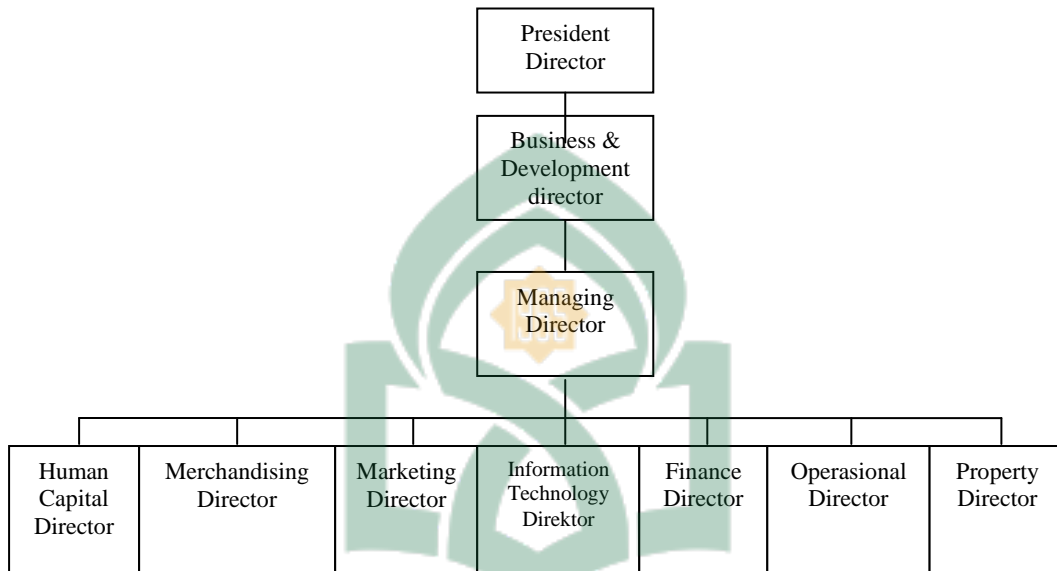 President
Director
Business &
Development
director
Managing
Director
Human
Capital
Director
Merchandising
Director
Marketing
Director
Information
Technology
Direktor
Finance
Director
Operasional
Director
Property
Director